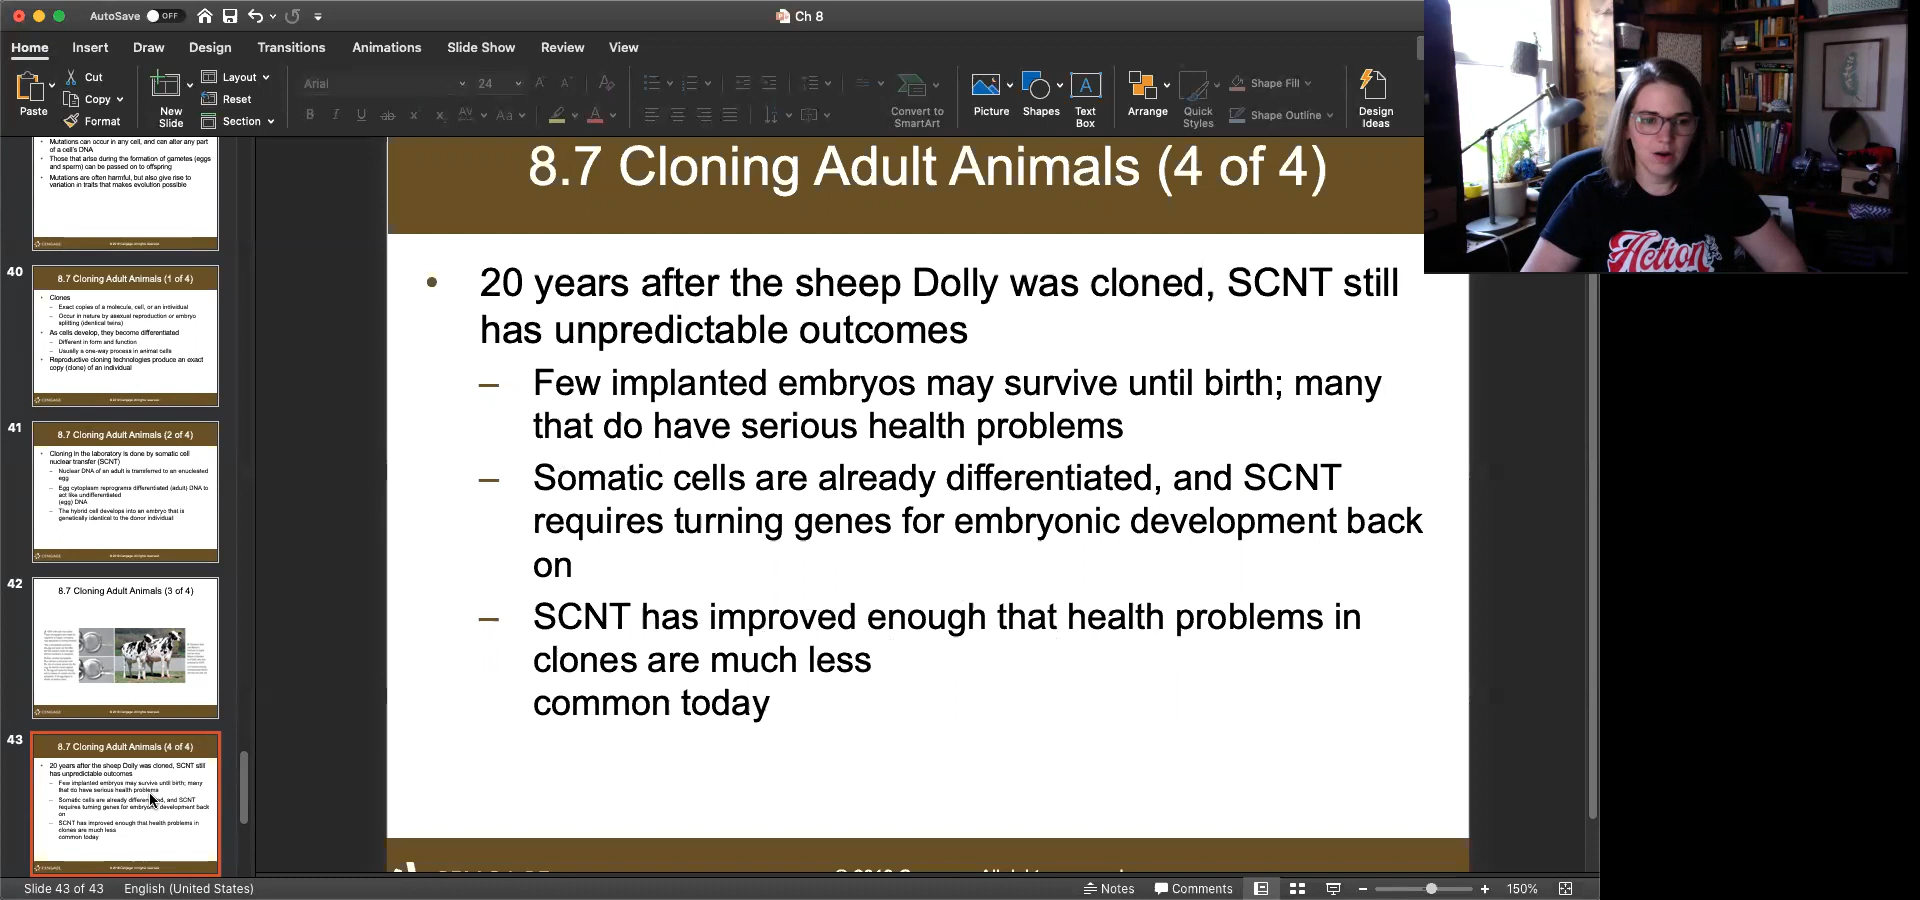 AutoSave OFF
Ch 8
Home Insert Draw Design Transitions Animations Slide Show Review View
Paste
Cut
Copy
Format
New
Slide
Layout
Reset
Section
Arial 24
B I U ab x
Convert to
SmartArt
Picture
Shapes
Text
Box
Arrange
Quick
Styles
Shape Fill
Shape Outline
Design
Ideas
Mutations can occur in any cell, and can alter any part
of a cell's DNA
Those that arise during the formation of gametes (eggs
and sperm) can be passed on to offspring
Mutations are often harmful, but also give rise to
variation in traits that makes evolution possible
40
8.7 Cloning Adult Animals (1 of 4)
Clones
Exact copies of a molecule, cell, or an individual
Occur in nature by asexual reproduction or embryo
splitting (identical twins)
As cells develop, they become differentiated
Different in form and function
Usually a one-way process in animal cells
Reproductive cloning technologies produce an exact
copy (clone) of an individual
41
8.7 Cloning Adult Animals (2 of 4)
Cloning in the laboratory is done by somatic cell
nuclear transfer (SCNT)
Nuclear DNA of an adult is transferred to an enucleated
egg
Egg cytoplasm reprograms differentiated (adult) DNA to
act like undifferentiated
(egg) DNA
The hybrid cell develops into an embryo that is
genetically identical to the donor individual
42
8.7 Cloning Adult Animals (3 of 4)
43
8.7 Cloning Adult Animals (4 of 4)
20 years after the sheep Dolly was cloned, SCNT still
has unpredictable outcomes
Few implanted embryos may survive until birth; many
that do have serious health problems
Somatic cells are already differentiated, and SCNT
requires turning genes for embryonic development back
on
SCNT has improved enough that health problems in
clones are much less
common today
8.7 Cloning Adult Animals (4 of 4)
• 20 years after the sheep Dolly was cloned, SCNT still
has unpredictable outcomes
– Few implanted embryos may survive until birth; many
that do have serious health problems
– Somatic cells are already differentiated, and SCNT
requires turning genes for embryonic development back
on
– SCNT has improved enough that health problems in
clones are much less
common today
Action
Slide 43 of 43 English (United States)
Notes Comments 150%